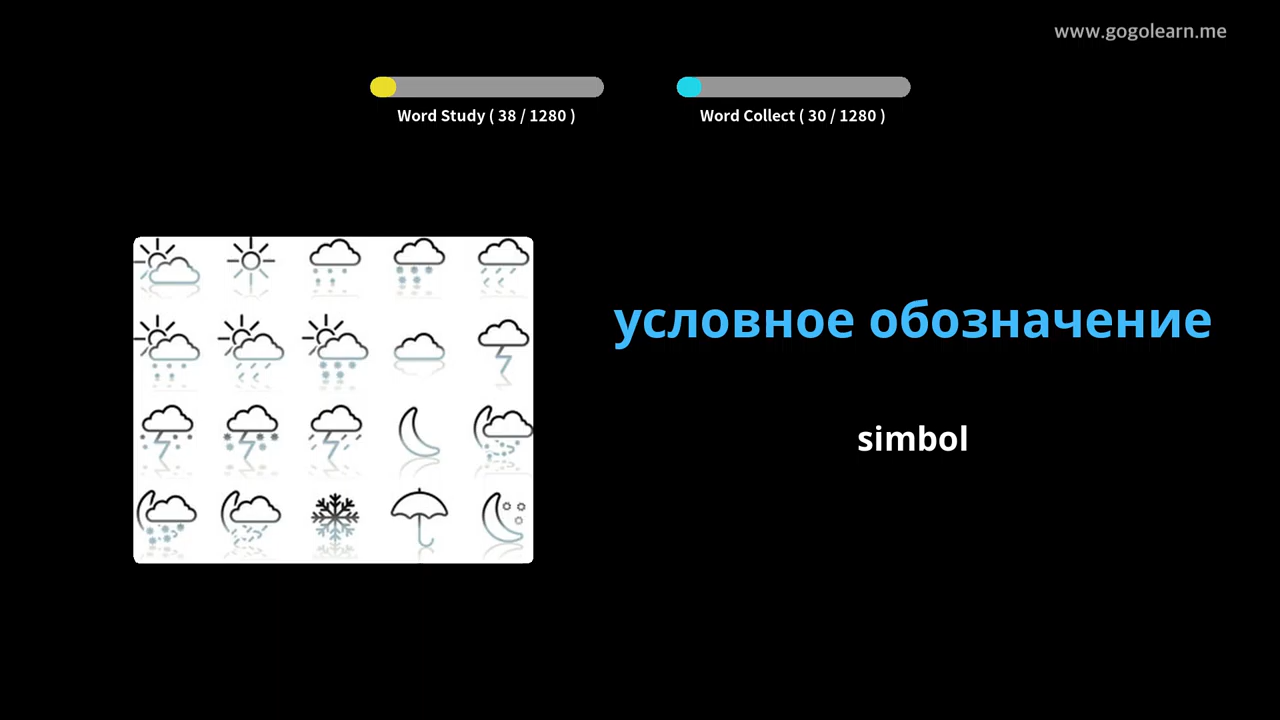 www.gogolearn.me
Word Study ( 38 / 1280 )
Word Collect ( 30 / 1280 )
условное обозначение
simbol